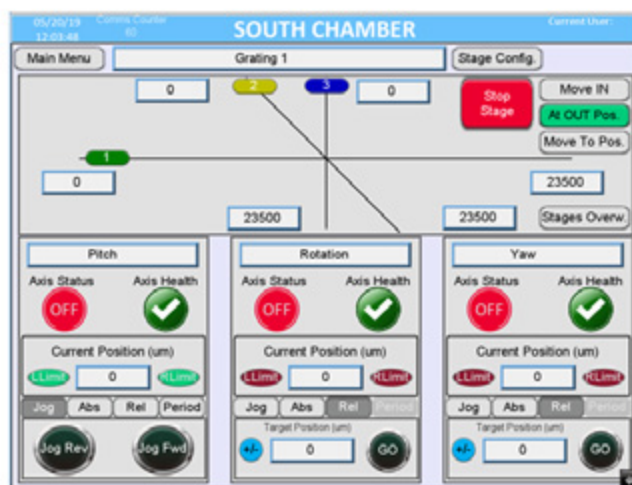 05/20/19
12:03:48
Comms Counter
60
SOUTH CHAMBER
Current User:
Main Menu
Grating 1
Stage Config.
0
2
3
0
Stop
Stage
Move IN
At OUT Pos.
Move To Pos.
1
0
23500
23500
23500
Stages Overw.
Pitch
Axis Status
Axis Health
OFF
Current Position (um)
LLimit
0
RLimit
Jog
Abs
Rel
Period
Jog Rev
Jog Fwd
Rotation
Axis Status
Axis Health
OFF
Current Position (um)
LLimit
0
RLimit
Jog
Abs
Rel
Period
Target Position (um)
+/-
0
GO
Yaw
Axis Status
Axis Health
OFF
Current Position (um)
LLimit
0
RLimit
Jog
Abs
Rel
Period
Target Position (um)
+/-
0
GO